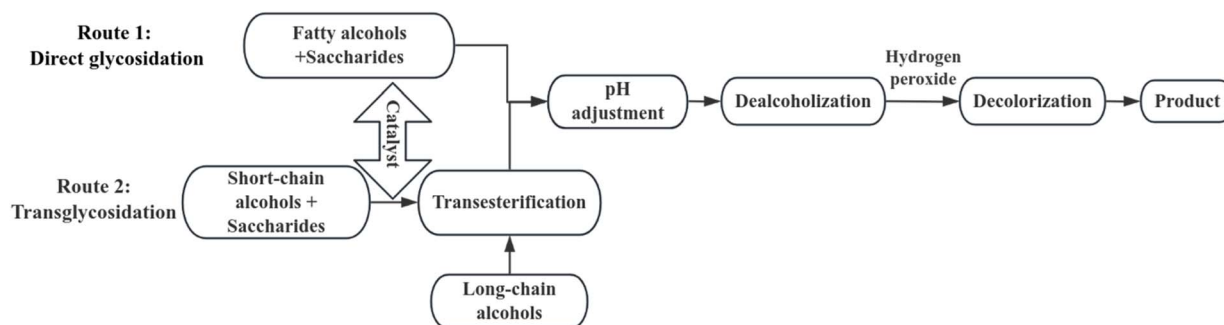 Route 1:
Direct glycosidation
Fatty alcohols
+Saccharides
Catalyst
Route 2:
Transglycosidation
Short-chain
alcohols +
Saccharides
Transesterification
Long-chain
alcohols
pH
adjustment
Dealcoholization
Hydrogen
peroxide
Decolorization
Product